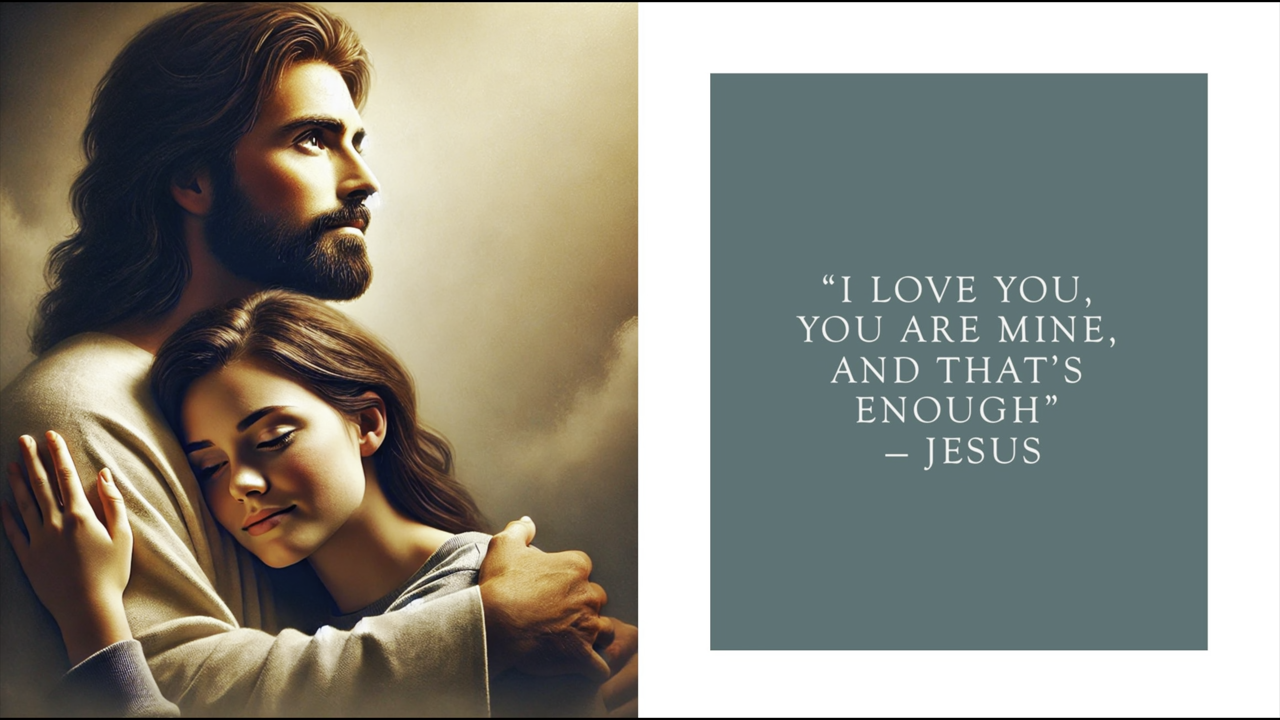 “I LOVE YOU,
YOU ARE MINE,
AND THAT’S
ENOUGH”
– JESUS